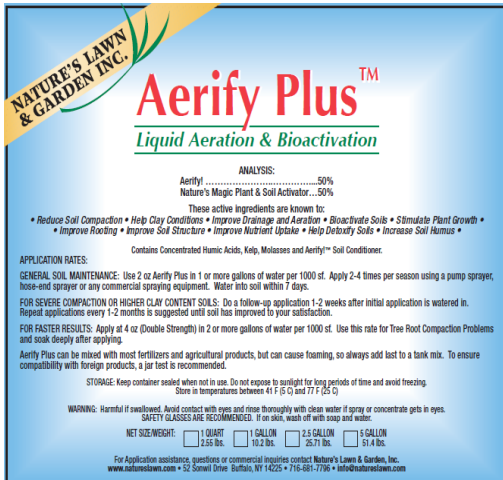 NATURE'S LAWN
& GARDEN INC.
Aerify Plus™
Liquid Aeration & Bioactivation
ANALYSIS:
Aerify! …………………..…………...50%
Nature's Magic Plant & Soil Activator…50%
These active ingredients are known to:
• Reduce Soil Compaction • Help Clay Conditions • Improve Drainage and Aeration • Bioactivate Soils • Stimulate Plant Growth •
• Improve Rooting • Improve Soil Structure • Improve Nutrient Uptake • Help Detoxify Soils • Increase Soil Humus •
Contains Concentrated Humic Acids, Kelp, Molasses and Aerify!™ Soil Conditioner.
APPLICATION RATES:
GENERAL SOIL MAINTENANCE: Use 2 oz Aerify Plus in 1 or more gallons of water per 1000 sf. Apply 2-4 times per season using a pump sprayer,
hose-end sprayer or any commercial spraying equipment. Water into soil within 7 days.
FOR SEVERE COMPACTION OR HIGHER CLAY CONTENT SOILS: Do a follow-up application 1-2 weeks after initial application is watered in.
Repeat applications every 1-2 months is suggested until soil has improved to your satisfaction.
FOR FASTER RESULTS: Apply at 4 oz (Double Strength) in 2 or more gallons of water per 1000 sf. Use this rate for Tree Root Compaction Problems
and soak deeply after applying.
Aerify Plus can be mixed with most fertilizers and agricultural products, but can cause foaming, so always add last to a tank mix. To ensure
compatibility with foreign products, a jar test is recommended.
STORAGE: Keep container sealed when not in use. Do not expose to sunlight for long periods of time and avoid freezing.
Store in temperatures between 41 F (5 C) and 77 F (25 C)
WARNING: Harmful if swallowed. Avoid contact with eyes and rinse thoroughly with clean water if spray or concentrate gets in eyes.
SAFETY GLASSES ARE RECOMMENDED. If on skin, wash off with soap and water.
NET SIZE/WEIGHT: 1 QUART 1 GALLON 2.5 GALLON 5 GALLON
2.55 lbs. 10.2 lbs. 25.71 lbs. 51.4 lbs.
For Application assistance, questions or commercial inquiries contact Nature's Lawn & Garden, Inc.
www.natureslawn.com • 52 Sonwil Drive Buffalo, NY 14225 • 716-681-7796 • info@natureslawn.com